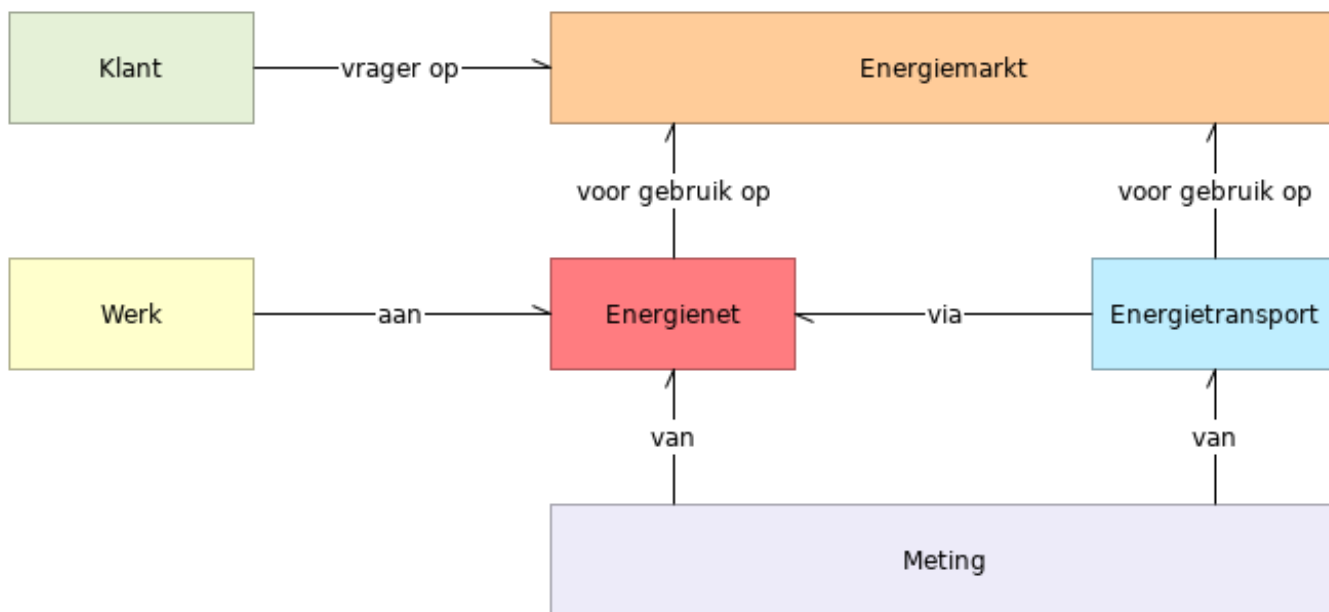 Klant
vrager op
Energiemarkt
voor gebruik op
voor gebruik op
Werk
aan
Energienet
via
Energietransport
van
van
Meting